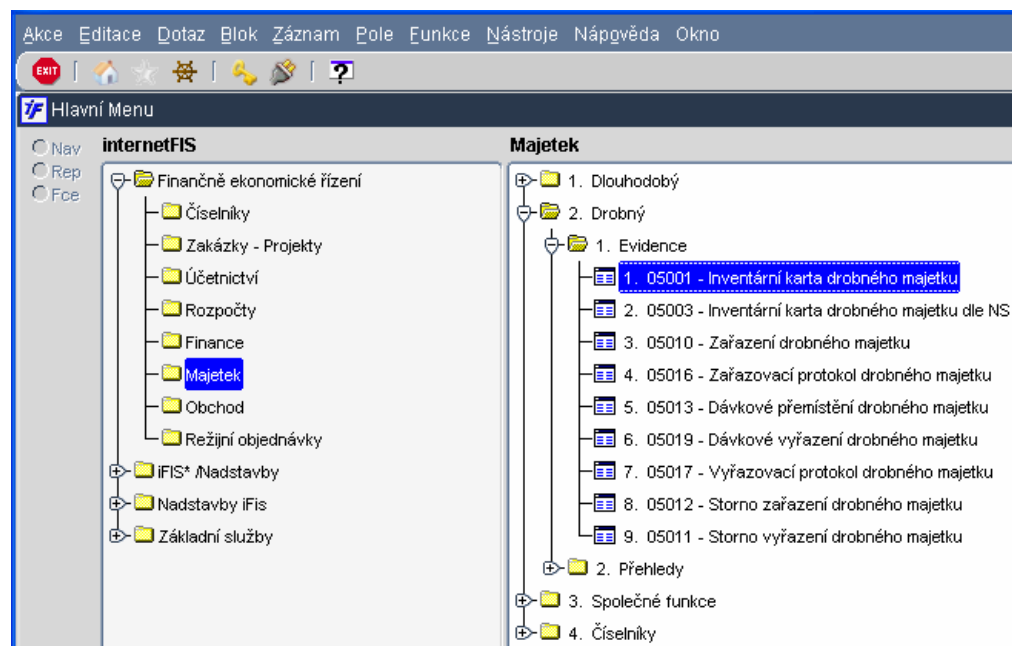 Akce Editace Dotaz Blok Záznam Pole Funkce Nástroje Nápověda Okno
EXIT ?
iF Hlavní Menu
Nav
Rep
Fce
internetFIS
Finančně ekonomické řízení
Číselníky
Zakázky - Projekty
Účetnictví
Rozpočty
Finance
Majetek
Obchod
Režijní objednávky
iFIS* /Nadstavby
Nadstavby iFis
Základní služby
Majetek
1. Dlouhodobý
2. Drobný
1. Evidence
1. 05001 - Inventární karta drobného majetku
2. 05003 - Inventární karta drobného majetku dle NS
3. 05010 - Zařazení drobného majetku
4. 05016 - Zařazovací protokol drobného majetku
5. 05013 - Dávkové přemístění drobného majetku
6. 05019 - Dávkové vyřazení drobného majetku
7. 05017 - Vyřazovací protokol drobného majetku
8. 05012 - Storno zařazení drobného majetku
9. 05011 - Storno vyřazení drobného majetku
2. Přehledy
3. Společné funkce
4. Číselníky